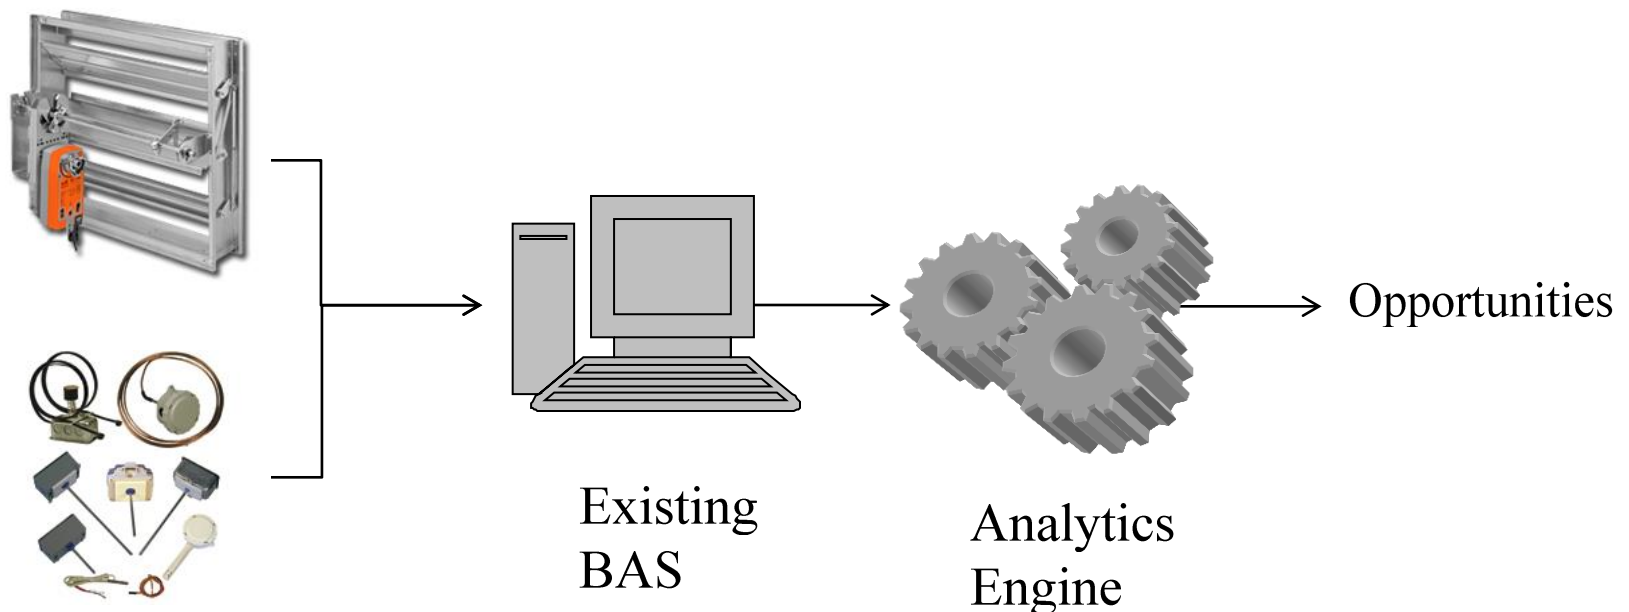 Opportunities
Existing
BAS
Analytics
Engine